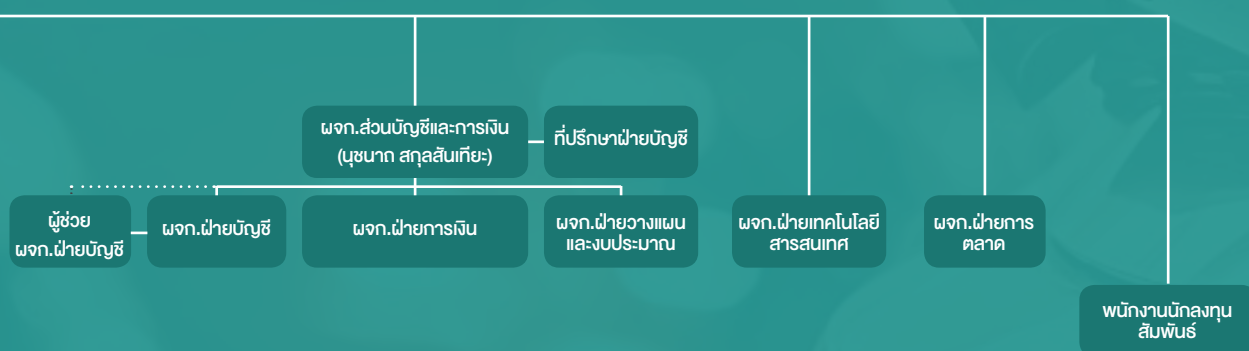 ผจก.ส่วนบัญชีและการเงิน
(นุชนาถ สกุลสันเทียะ)
ที่ปรึกษาฝ่ายบัญชี
ผู้ช่วย
ผจก.ฝ่ายบัญชี
ผจก.ฝ่ายบัญชี
ผจก.ฝ่ายการเงิน
ผจก.ฝ่ายวางแผน
และงบประมาณ
ผจก.ฝ่ายเทคโนโลยี
สารสนเทศ
ผจก.ฝ่ายการ
ตลาด
พนักงานนักลงทุน
สัมพันธ์